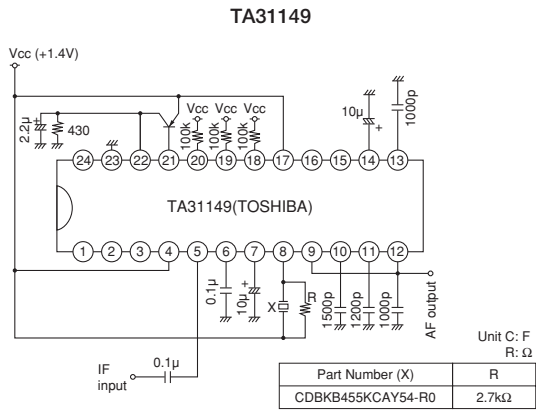 TA31149
Vcc (+1.4V)
2.2µ
+
430
Vcc Vcc Vcc
100k 100k 100k
10µ
+
1000p
24 23 22 21 20 19 18 17 16 15 14 13
TA31149(TOSHIBA)
1 2 3 4 5 6 7 8 9 10 11 12
0.1µ
10µ
+
X
R
1500p
1200p
1000p
AF output
IF
input
0.1µ
Unit C: F
R: Ω
Part Number (X) R
CDBKB455KCAY54-R0 2.7kΩ